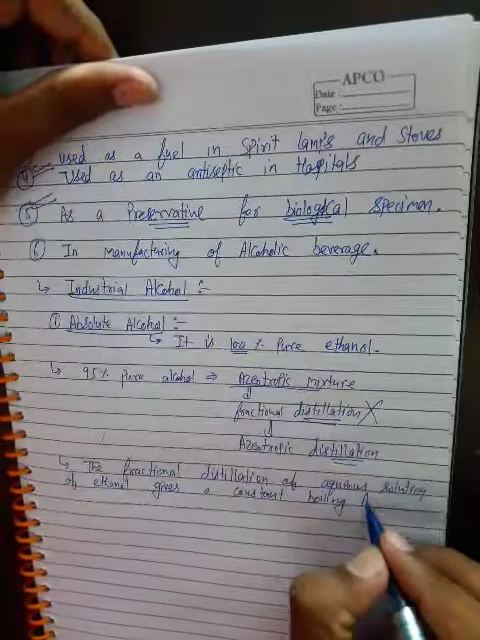 APCO
Date :
Page:
used as a fuel in Spirit lamps and Stoves
④ Used as an antiseptic in Hospitals
⑤ As a Preservative for biological specimen.
⑥ In manufacturing of Alcoholic beverage.
↳ Industrial Alcohol :-
① Absolute Alcohol :-
↳ It is 100% Pure ethanol.
↳ 95% pure alcohol ⇒ Azeotropic mixture
⇓
fractional distillation X
⇓
Azeotropic distillation
↳ The fractional distillation of aqueous solution
of ethanol gives a constant boiling